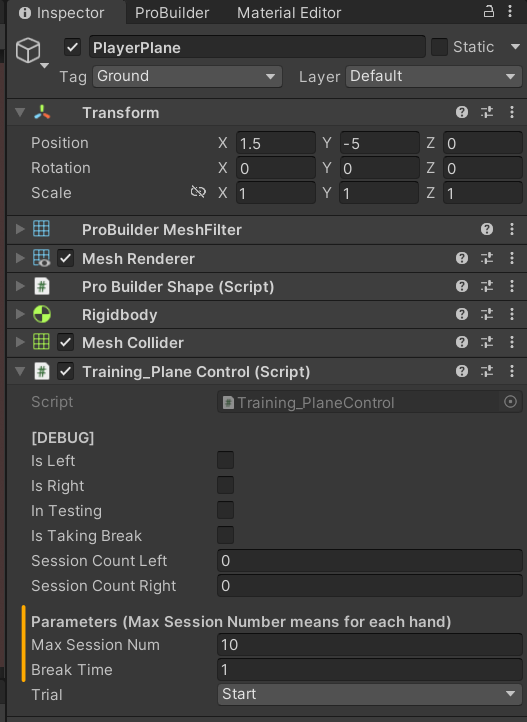 Inspector ProBuilder Material Editor
PlayerPlane Static
Tag Ground Layer Default
Transform
Position X 1.5 Y -5 Z 0
Rotation X 0 Y 0 Z 0
Scale X 1 Y 1 Z 1
ProBuilder MeshFilter
Mesh Renderer
Pro Builder Shape (Script)
Rigidbody
Mesh Collider
Training_Plane Control (Script)
Script Training_PlaneControl
[DEBUG]
Is Left
Is Right
In Testing
Is Taking Break
Session Count Left 0
Session Count Right 0
Parameters (Max Session Number means for each hand)
Max Session Num 10
Break Time 1
Trial Start